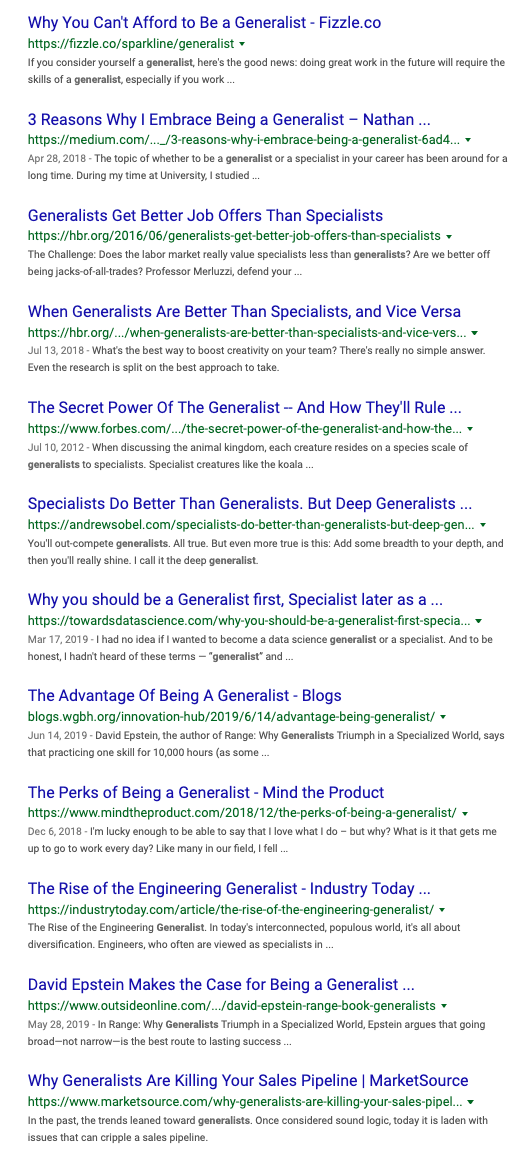 Why You Can't Afford to Be a Generalist - Fizzle.co
https://fizzle.co/sparkline/generalist
If you consider yourself a generalist, here's the good news: doing great work in the future will require the
skills of a generalist, especially if you work ...
3 Reasons Why I Embrace Being a Generalist – Nathan ...
https://medium.com/..._/3-reasons-why-i-embrace-being-a-generalist-6ad4...
Apr 28, 2018 - The topic of whether to be a generalist or a specialist in your career has been around for a
long time. During my time at University, I studied ...
Generalists Get Better Job Offers Than Specialists
https://hbr.org/2016/06/generalists-get-better-job-offers-than-specialists
The Challenge: Does the labor market really value specialists less than generalists? Are we better off
being jacks-of-all-trades? Professor Merluzzi, defend your ...
When Generalists Are Better Than Specialists, and Vice Versa
https://hbr.org/.../when-generalists-are-better-than-specialists-and-vice-vers...
Jul 13, 2018 - What's the best way to boost creativity on your team? There's really no simple answer.
Even the research is split on the best approach to take.
The Secret Power Of The Generalist -- And How They'll Rule ...
https://www.forbes.com/.../the-secret-power-of-the-generalist-and-how-the...
Jul 10, 2012 - When discussing the animal kingdom, each creature resides on a species scale of
generalists to specialists. Specialist creatures like the koala ...
Specialists Do Better Than Generalists. But Deep Generalists ...
https://andrewsobel.com/specialists-do-better-than-generalists-but-deep-gen...
You'll out-compete generalists. All true. But even more true is this: Add some breadth to your depth, and
then you'll really shine. I call it the deep generalist.
Why you should be a Generalist first, Specialist later as a ...
https://towardsdatascience.com/why-you-should-be-a-generalist-first-specia...
Mar 17, 2019 - I had no idea if I wanted to become a data science generalist or a specialist. And to be
honest, I hadn't heard of these terms — “generalist” and ...
The Advantage Of Being A Generalist - Blogs
blogs.wgbh.org/innovation-hub/2019/6/14/advantage-being-generalist/
Jun 14, 2019 - David Epstein, the author of Range: Why Generalists Triumph in a Specialized World, says
that practicing one skill for 10,000 hours (as some ...
The Perks of Being a Generalist - Mind the Product
https://www.mindtheproduct.com/2018/12/the-perks-of-being-a-generalist/
Dec 6, 2018 - I'm lucky enough to be able to say that I love what I do – but why? What is it that gets me
up to go to work every day? Like many in our field, I fell ...
The Rise of the Engineering Generalist - Industry Today ...
https://industrytoday.com/article/the-rise-of-the-engineering-generalist/
The Rise of the Engineering Generalist. In today's interconnected, populous world, it's all about
diversification. Engineers, who often are viewed as specialists in ...
David Epstein Makes the Case for Being a Generalist ...
https://www.outsideonline.com/.../david-epstein-range-book-generalists
May 28, 2019 - In Range: Why Generalists Triumph in a Specialized World, Epstein argues that going
broad—not narrow—is the best route to lasting success ...
Why Generalists Are Killing Your Sales Pipeline | MarketSource
https://www.marketsource.com/why-generalists-are-killing-your-sales-pipel...
In the past, the trends leaned toward generalists. Once considered sound logic, today it is laden with
issues that can cripple a sales pipeline.